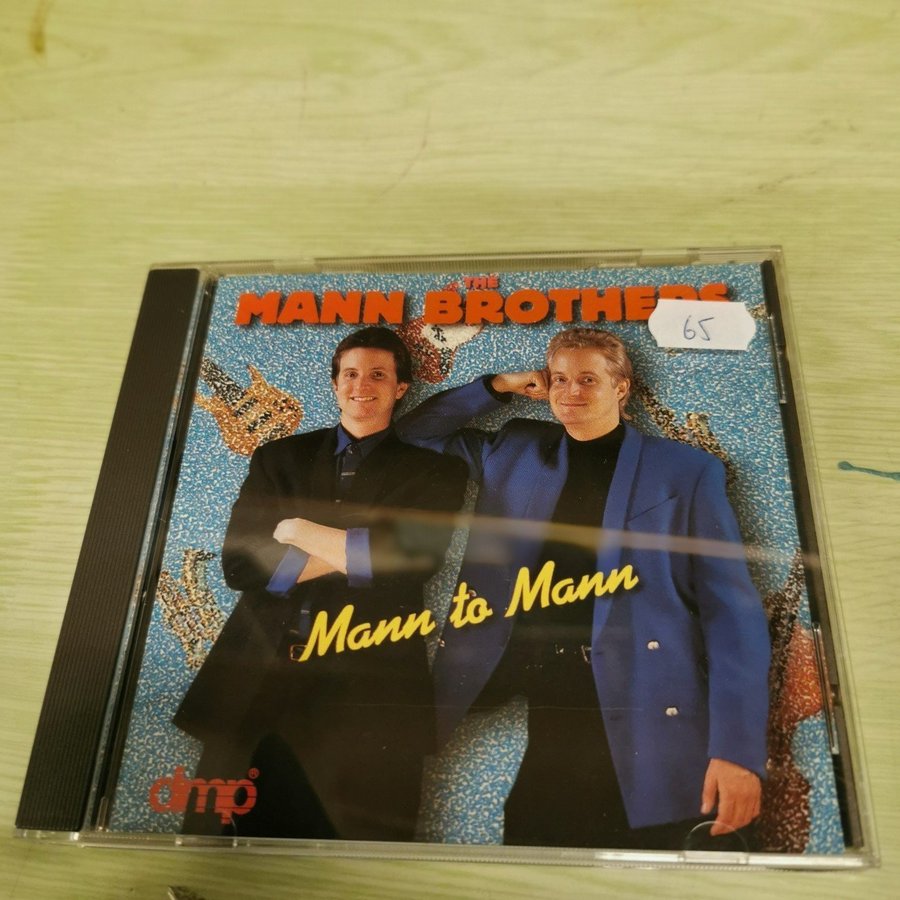 THE
MANN BROTHERS
65
Mann to Mann
dmp®